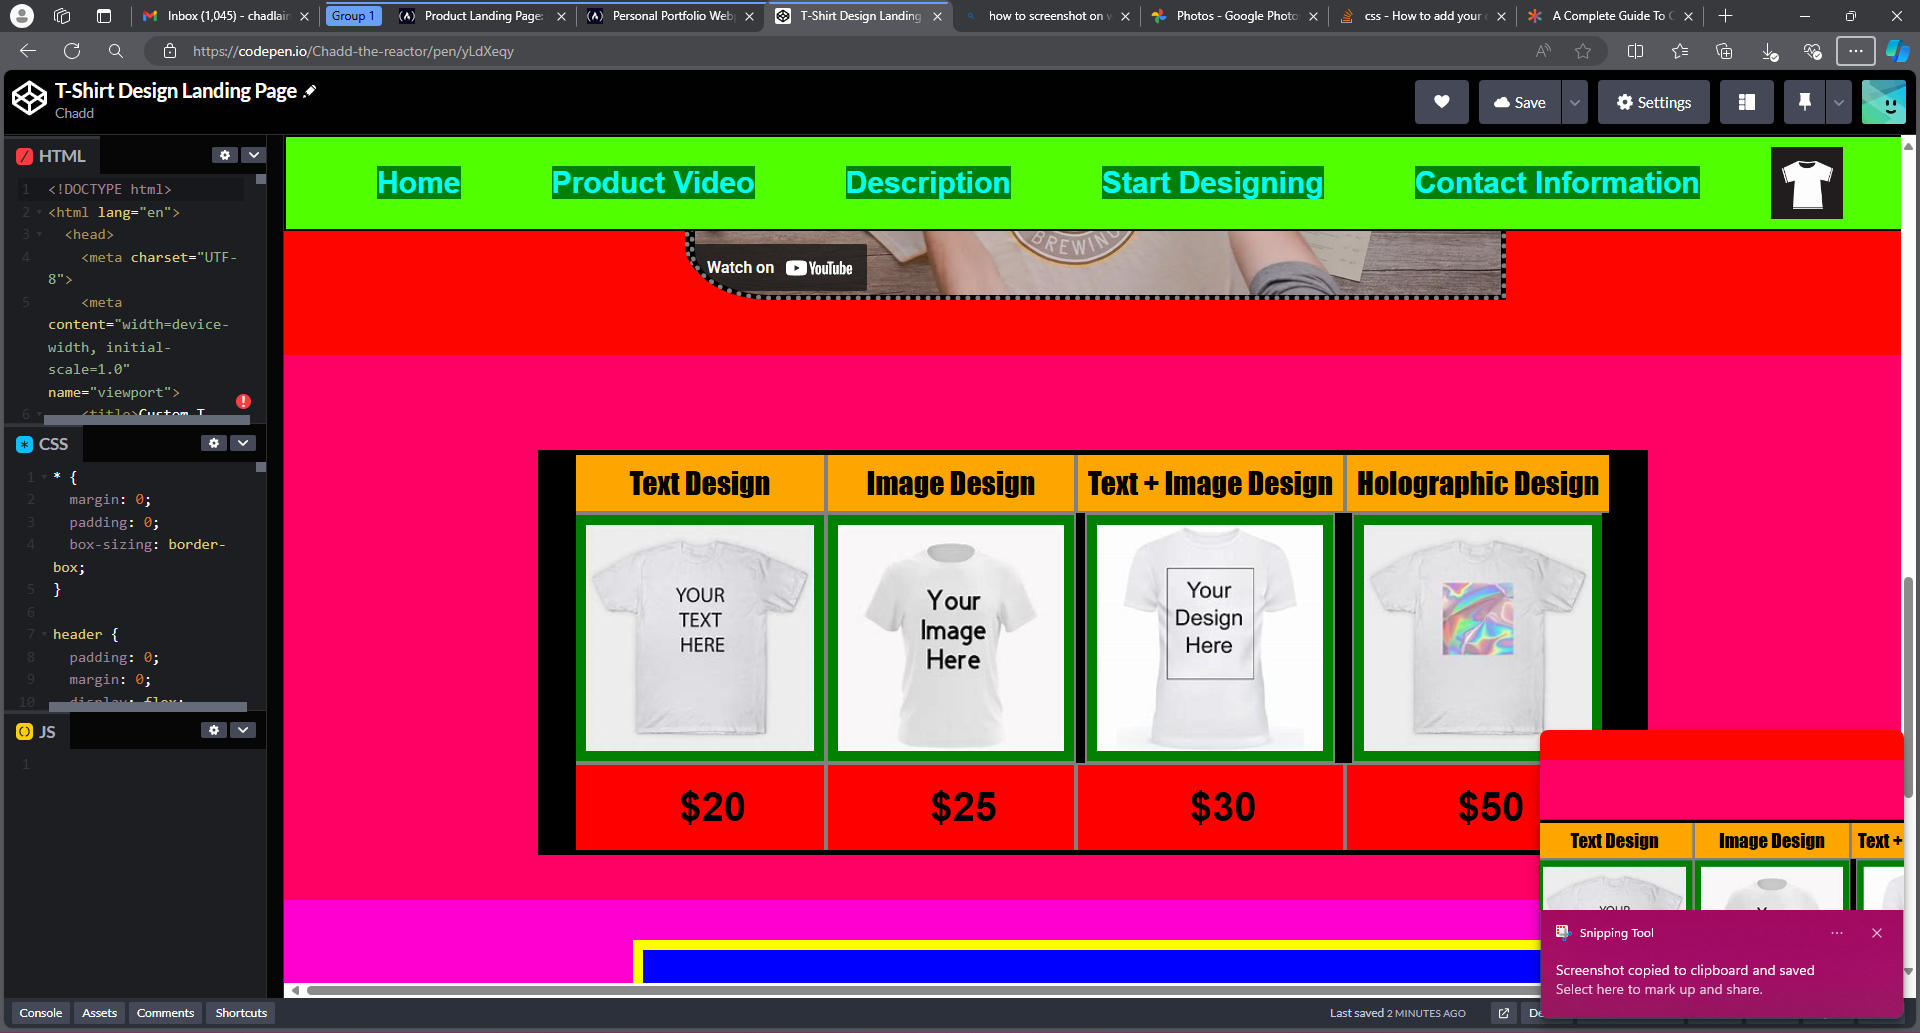 Inbox (1,045) - chadlain
Group 1
Product Landing Page:
Personal Portfolio Web
T-Shirt Design Landing
how to screenshot on
Photos - Google Photo
css - How to add your
A Complete Guide To C
https://codepen.io/Chadd-the-reactor/pen/yLdXeqy
T-Shirt Design Landing Page
Chadd
Save
Settings
HTML
1 <!DOCTYPE html>
2 <html lang="en">
3 <head>
4 <meta charset="UTF-
8">
5 <meta
content="width=device-
width, initial-
scale=1.0"
name="viewport">
6 <title>Custom T
CSS
1 * {
2 margin: 0;
3 padding: 0;
4 box-sizing: border-
box;
5 }
6
7 header {
8 padding: 0;
9 margin: 0;
10 display: flex;
JS
1
Home Product Video Description Start Designing Contact Information
BREWING
Watch on YouTube
Text Design Image Design Text + Image Design Holographic Design
YOUR
TEXT
HERE
Your
Image
Here
Your
Design
Here
$20 $25 $30 $50
Text Design Image Design Text +
Snipping Tool
Screenshot copied to clipboard and saved
Select here to mark up and share.
Console Assets Comments Shortcuts
Last saved 2 MINUTES AGO
De